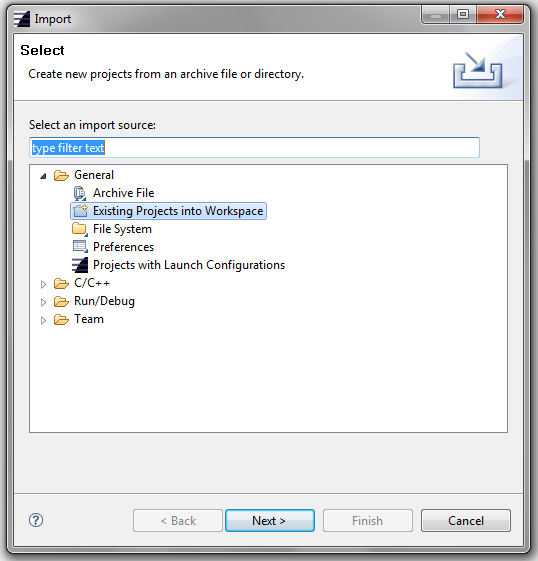 Import
Select
Create new projects from an archive file or directory.
Select an import source:
type filter text
General
Archive File
Existing Projects into Workspace
File System
Preferences
Projects with Launch Configurations
C/C++
Run/Debug
Team
? < Back Next > Finish Cancel